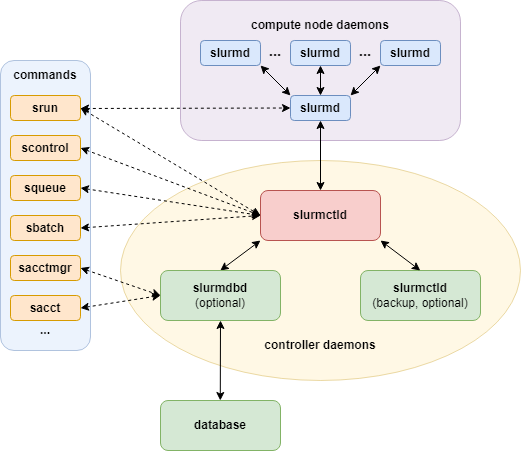 compute node daemons
slurmd ... slurmd ... slurmd
slurmd
commands
srun
scontrol
squeue
sbatch
sacctmgr
sacct
...
slurmctld
slurmdbd
(optional)
slurmctld
(backup, optional)
controller daemons
database